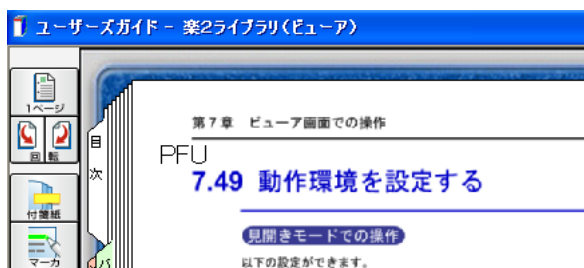 ユーザーズガイド - 楽2ライブラリ(ビューア)
1ページ
回転
付箋紙
マーカ
目次
バ
第7章 ビューア画面での操作
PFU
7.49 動作環境を設定する
見開きモードでの操作
以下の設定ができます。